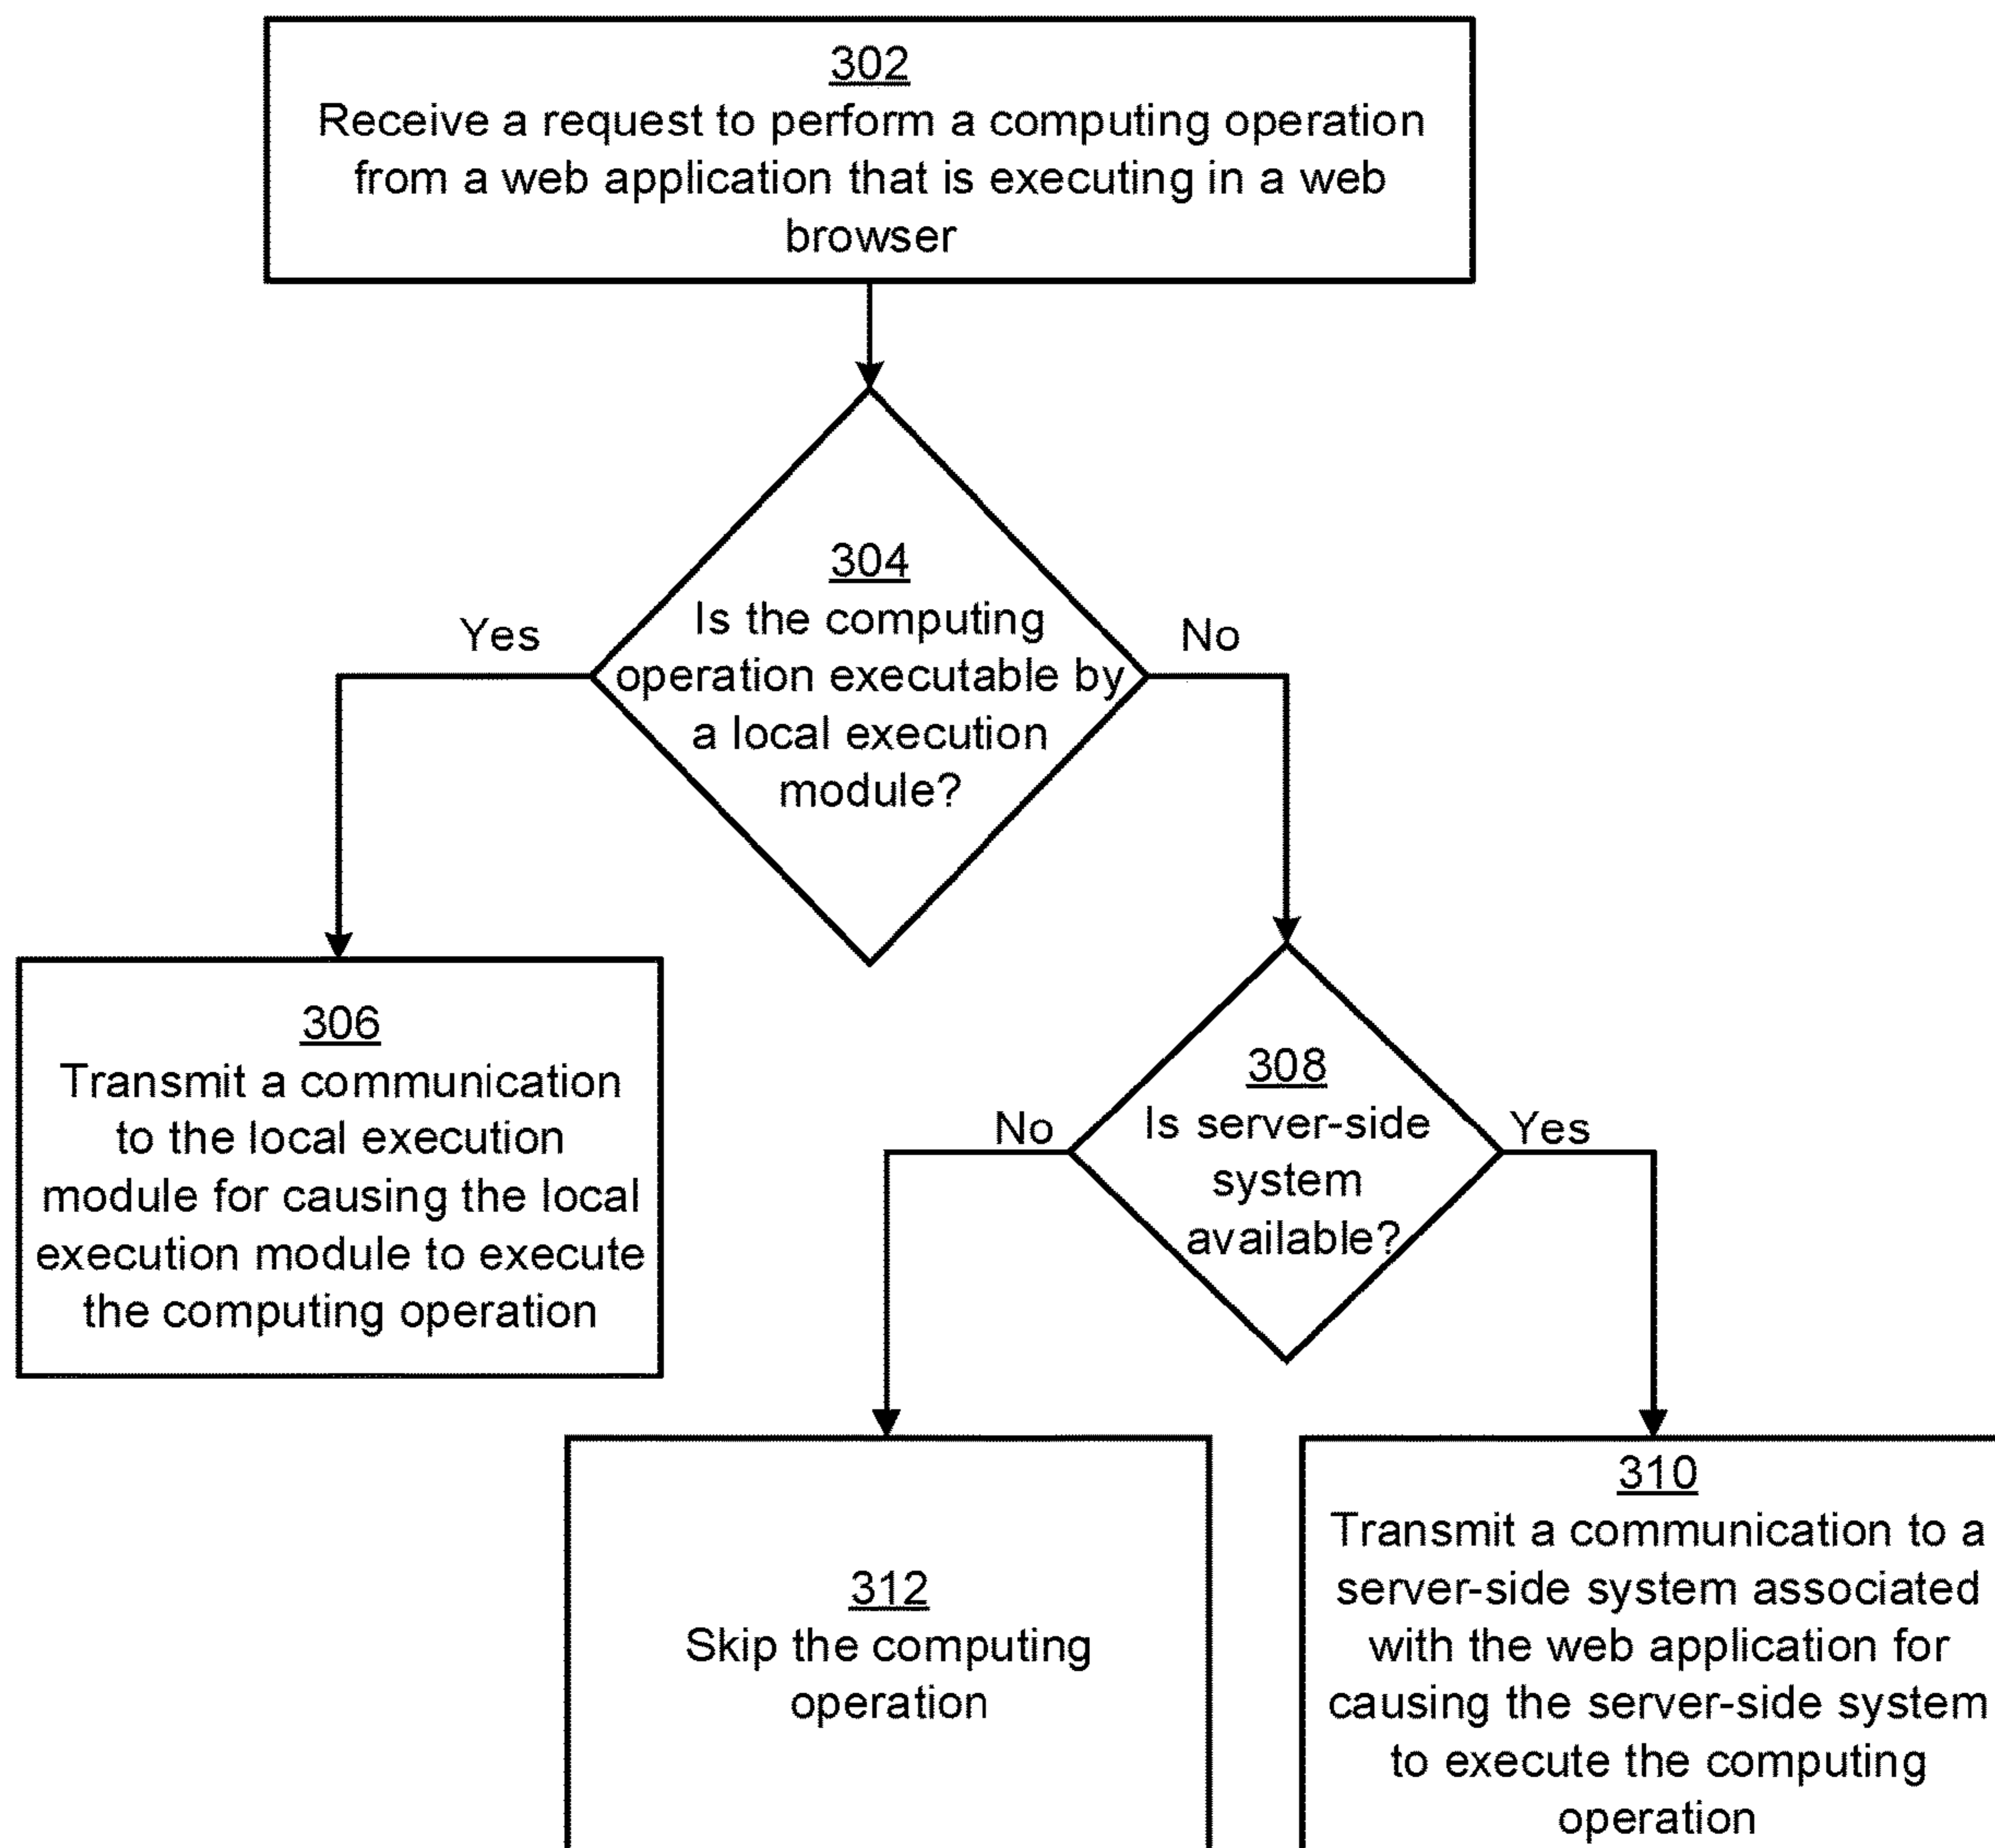 302
Receive a request to perform a computing operation
from a web application that is executing in a web
browser
304
Is the computing
operation executable by
a local execution
module?
Yes
No
306
Transmit a communication
to the local execution
module for causing the local
execution module to execute
the computing operation
308
Is server-side
system
available?
No
Yes
312
Skip the computing
operation
310
Transmit a communication to a
server-side system associated
with the web application for
causing the server-side system
to execute the computing
operation